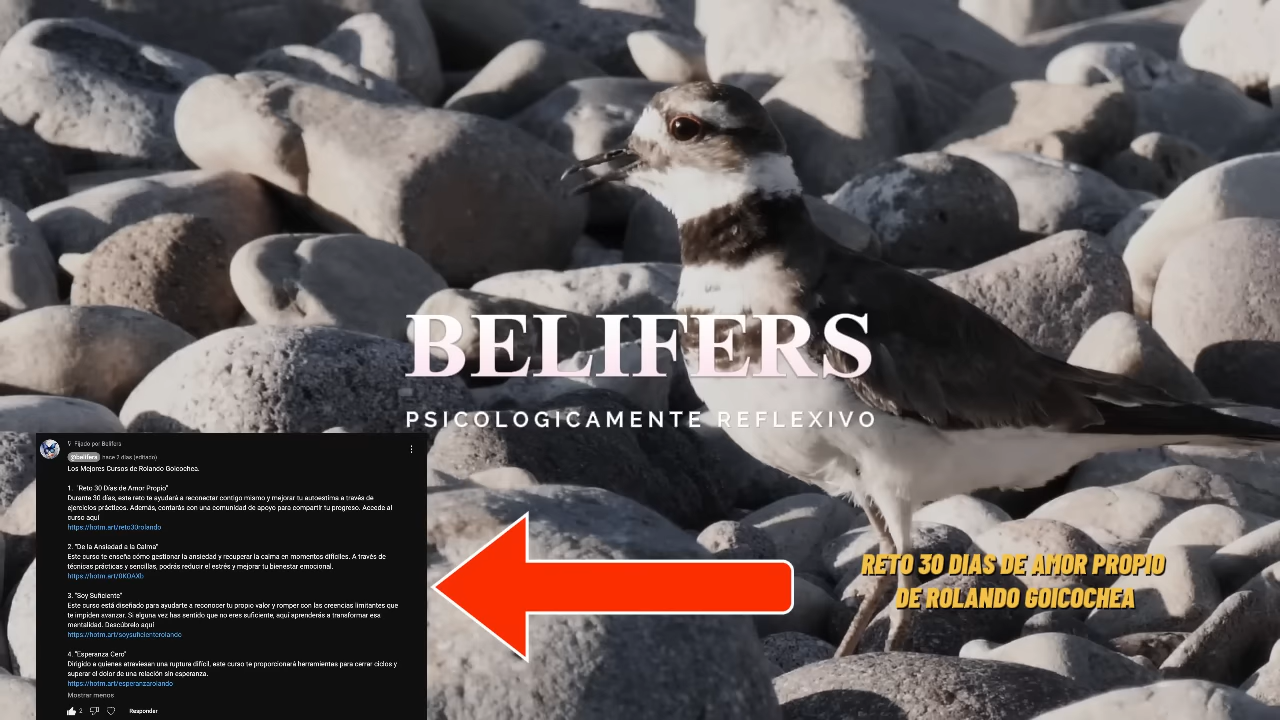 BELIFERS
PSICOLOGICAMENTE REFLEXIVO
Fijado por Belifers
@belifers hace 2 días (editado)
Los Mejores Cursos de Rolando Goicochea.
1. "Reto 30 Días de Amor Propio"
Durante 30 días, este reto te ayudará a reconectar contigo mismo y mejorar tu autoestima a través de
ejercicios prácticos. Además, contarás con una comunidad de apoyo para compartir tu progreso. Accede al
curso aquí
https://hotm.art/reto30rolando
2. "De la Ansiedad a la Calma"
Este curso te enseña cómo gestionar la ansiedad y recuperar la calma en momentos difíciles. A través de
técnicas prácticas y sencillas, podrás reducir el estrés y mejorar tu bienestar emocional.
https://hotm.art/0KOAXb
3. "Soy Suficiente"
Este curso está diseñado para ayudarte a reconocer tu propio valor y romper con las creencias limitantes que
te impiden avanzar. Si alguna vez has sentido que no eres suficiente, aquí aprenderás a transformar esa
mentalidad. Descúbrelo aquí
https://hotm.art/soysuficienterolando
4. "Esperanza Cero"
Dirigido a quienes atraviesan una ruptura difícil, este curso te proporcionará herramientas para cerrar ciclos y
superar el dolor de una relación sin esperanza.
https://hotm.art/esperanzarolando
Mostrar menos
2 Responder
RETO 30 DIAS DE AMOR PROPIO
DE ROLANDO GOICOCHEA